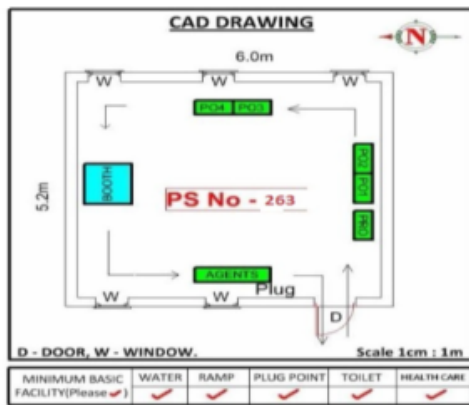 CAD DRAWING
N
6.0m
W W W
PO4 PO3
5.2m
BOOTH
PO2 PO1
PS No - 263
PRO
AGENTS
Plug
W W
D
D - DOOR, W - WINDOW. Scale 1cm : 1m
MINIMUM BASIC FACILITY(Please ✓) WATER RAMP PLUG POINT TOILET HEALTH CARE
✓ ✓ ✓ ✓ ✓